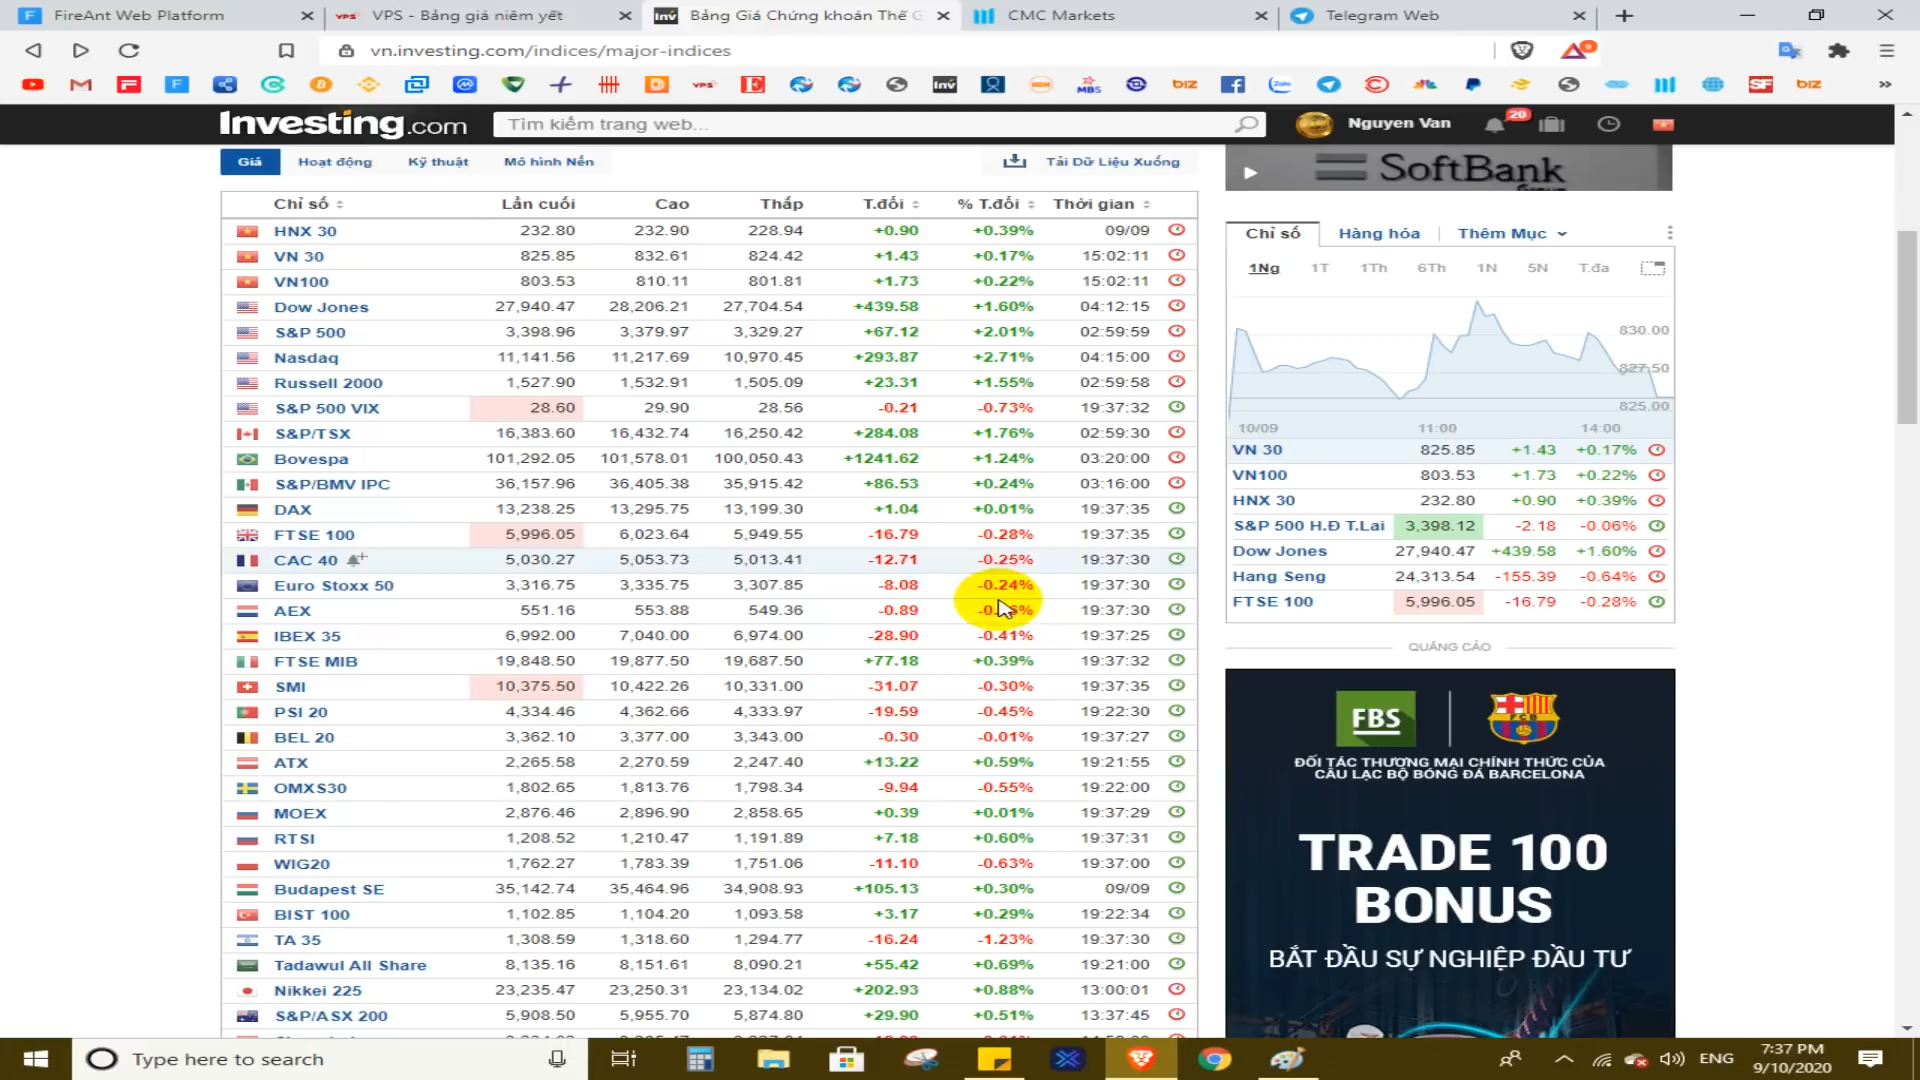 FireAnt Web Platform
VPS - Bảng giá niêm yết
Bảng Giá Chứng khoán Thế G
CMC Markets
Telegram Web
vn.investing.com/indices/major-indices
Investing.com
Tìm kiếm trang web...
Nguyen Van
20
Giá Hoạt động Kỹ thuật Mô hình Nến Tải Dữ Liệu Xuống
Chỉ số Lần cuối Cao Thấp T.đổi % T.đổi Thời gian
HNX 30 232.80 232.90 228.94 +0.90 +0.39% 09/09
VN 30 825.85 832.61 824.42 +1.43 +0.17% 15:02:11
VN100 803.53 810.11 801.81 +1.73 +0.22% 15:02:11
Dow Jones 27,940.47 28,206.21 27,704.54 +439.58 +1.60% 04:12:15
S&P 500 3,398.96 3,379.97 3,329.27 +67.12 +2.01% 02:59:59
Nasdaq 11,141.56 11,217.69 10,970.45 +293.87 +2.71% 04:15:00
Russell 2000 1,527.90 1,532.91 1,505.09 +23.31 +1.55% 02:59:58
S&P 500 VIX 28.60 29.90 28.56 -0.21 -0.73% 19:37:32
S&P/TSX 16,383.60 16,432.74 16,250.42 +284.08 +1.76% 02:59:30
Bovespa 101,292.05 101,578.01 100,050.43 +1241.62 +1.24% 03:20:00
S&P/BMV IPC 36,157.96 36,405.38 35,915.42 +86.53 +0.24% 03:16:00
DAX 13,238.25 13,295.75 13,199.30 +1.04 +0.01% 19:37:35
FTSE 100 5,996.05 6,023.64 5,949.55 -16.79 -0.28% 19:37:35
CAC 40 5,030.27 5,053.73 5,013.41 -12.71 -0.25% 19:37:30
Euro Stoxx 50 3,316.75 3,335.75 3,307.85 -8.08 -0.24% 19:37:30
AEX 551.16 553.88 549.36 -0.89 19:37:30
IBEX 35 6,992.00 7,040.00 6,974.00 -28.90 -0.41% 19:37:25
FTSE MIB 19,848.50 19,877.50 19,687.50 +77.18 +0.39% 19:37:32
SMI 10,375.50 10,422.26 10,331.00 -31.07 -0.30% 19:37:35
PSI 20 4,334.46 4,362.66 4,333.97 -19.59 -0.45% 19:22:30
BEL 20 3,362.10 3,377.00 3,343.00 -0.30 -0.01% 19:37:27
ATX 2,265.58 2,270.59 2,247.40 +13.22 +0.59% 19:21:55
OMXS30 1,802.65 1,813.76 1,798.34 -9.94 -0.55% 19:22:00
MOEX 2,876.46 2,896.90 2,858.65 +0.39 +0.01% 19:37:29
RTSI 1,208.52 1,210.47 1,191.89 +7.18 +0.60% 19:37:31
WIG20 1,762.27 1,783.39 1,751.06 -11.10 -0.63% 19:37:00
Budapest SE 35,142.74 35,464.96 34,908.93 +105.13 +0.30% 09/09
BIST 100 1,102.85 1,104.20 1,093.58 +3.17 +0.29% 19:22:34
TA 35 1,308.59 1,318.60 1,294.77 -16.24 -1.23% 19:37:30
Tadawul All Share 8,135.16 8,151.61 8,090.21 +55.42 +0.69% 19:21:00
Nikkei 225 23,235.47 23,250.31 23,134.02 +202.93 +0.88% 13:00:01
S&P/ASX 200 5,908.50 5,955.70 5,874.80 +29.90 +0.51% 13:37:45
SoftBank
Chỉ số Hàng hóa Thêm Mục
1Ng 1T 1Th 6Th 1N 5N T.đa
830.00
827.50
825.00
10/09 11:00 14:00
VN 30 825.85 +1.43 +0.17%
VN100 803.53 +1.73 +0.22%
HNX 30 232.80 +0.90 +0.39%
S&P 500 H.Đ T.Lai 3,398.12 -2.18 -0.06%
Dow Jones 27,940.47 +439.58 +1.60%
Hang Seng 24,313.54 -155.39 -0.64%
FTSE 100 5,996.05 -16.79 -0.28%
QUẢNG CÁO
FBS FCB
ĐỐI TÁC THƯƠNG MẠI CHÍNH THỨC CỦA
CÂU LẠC BỘ BÓNG ĐÁ BARCELONA
TRADE 100
BONUS
BẮT ĐẦU SỰ NGHIỆP ĐẦU TƯ
Type here to search
ENG
7:37 PM
9/10/2020